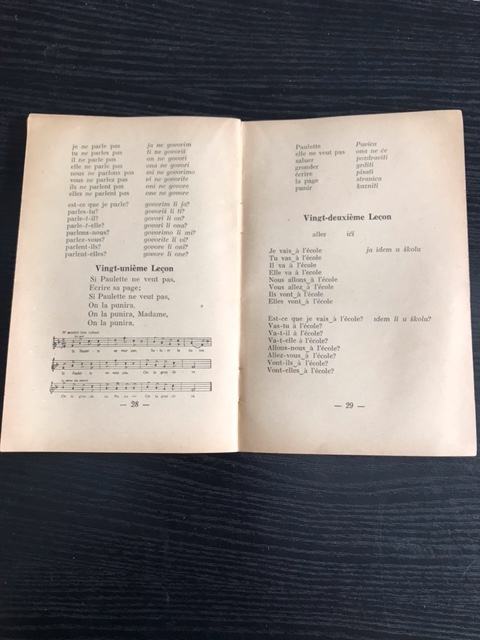 je ne parle pas ja ne govorim
tu ne parles pas ti ne govoriš
il ne parle pas on ne govori
elle ne parle pas ona ne govori
nous ne parlons pas mi ne govorimo
vous ne parlez pas vi ne govorite
ils ne parlent pas oni ne govore
elles ne parlent pas one ne govore
est-ce que je parle? govorim li ja?
parles-tu? govoriš li ti?
parle-t-il? govori li on?
parle-t-elle? govori li ona?
parlons-nous? govorimo li mi?
parlez-vous? govorite li vi?
parlent-ils? govore li oni?
parlent-elles? govore li one?
Vingt-unième Leçon
Si Paulette ne veut pas,
Ecrire sa page;
Si Paulette ne veut pas,
On la punira,
On la punira, Madame,
On la punira.
— 28 —
Paulette Pavica
elle ne veut pas ona ne će
saluer pozdraviti
gronder grditi
écrire pisati
la page stranica
punir kazniti
Vingt-deuxième Leçon
aller ići
Je vais‿à l'école ja idem u školu
Tu vas‿à l'école
Il va à l'école
Elle va à l'école
Nous allons‿à l'école
Vous allez‿à l'école
Ils vont‿à l'école
Elles vont‿à l'école
Est-ce que je vais‿à l'école? idem li u školu?
Vas-tu à l'école?
Va-t-il à l'école?
Va-t-elle à l'école?
Allons-nous‿à l'école?
Allez-vous‿à l'école?
Vont-ils‿à l'école?
Vont-elles‿à l'école?
— 29 —